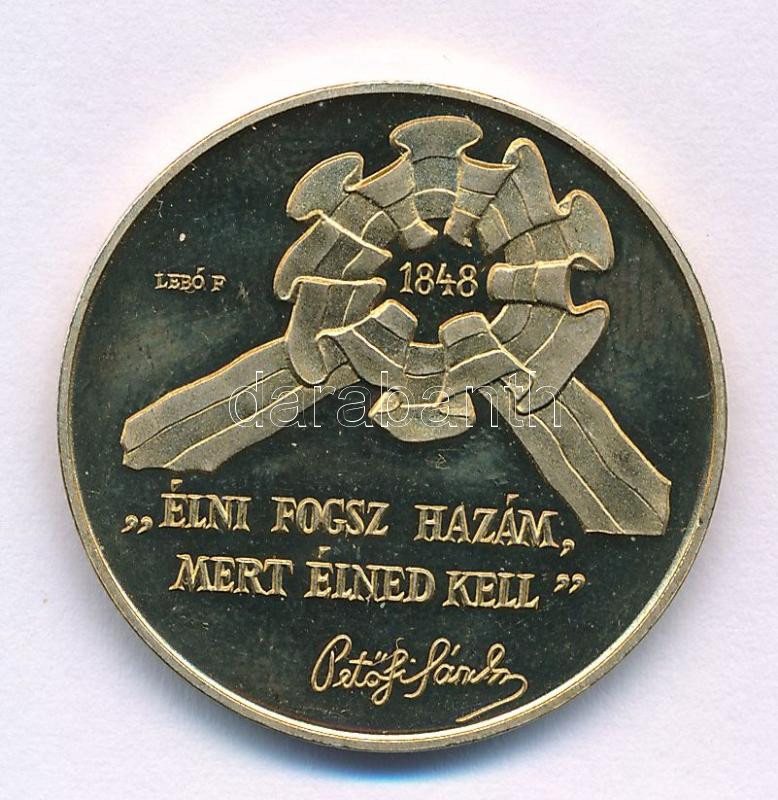 1848
LEBÓ F
darabanth
„ÉLNI FOGSZ HAZÁM,
MERT ÉLNED KELL”
Petőfi Sándor